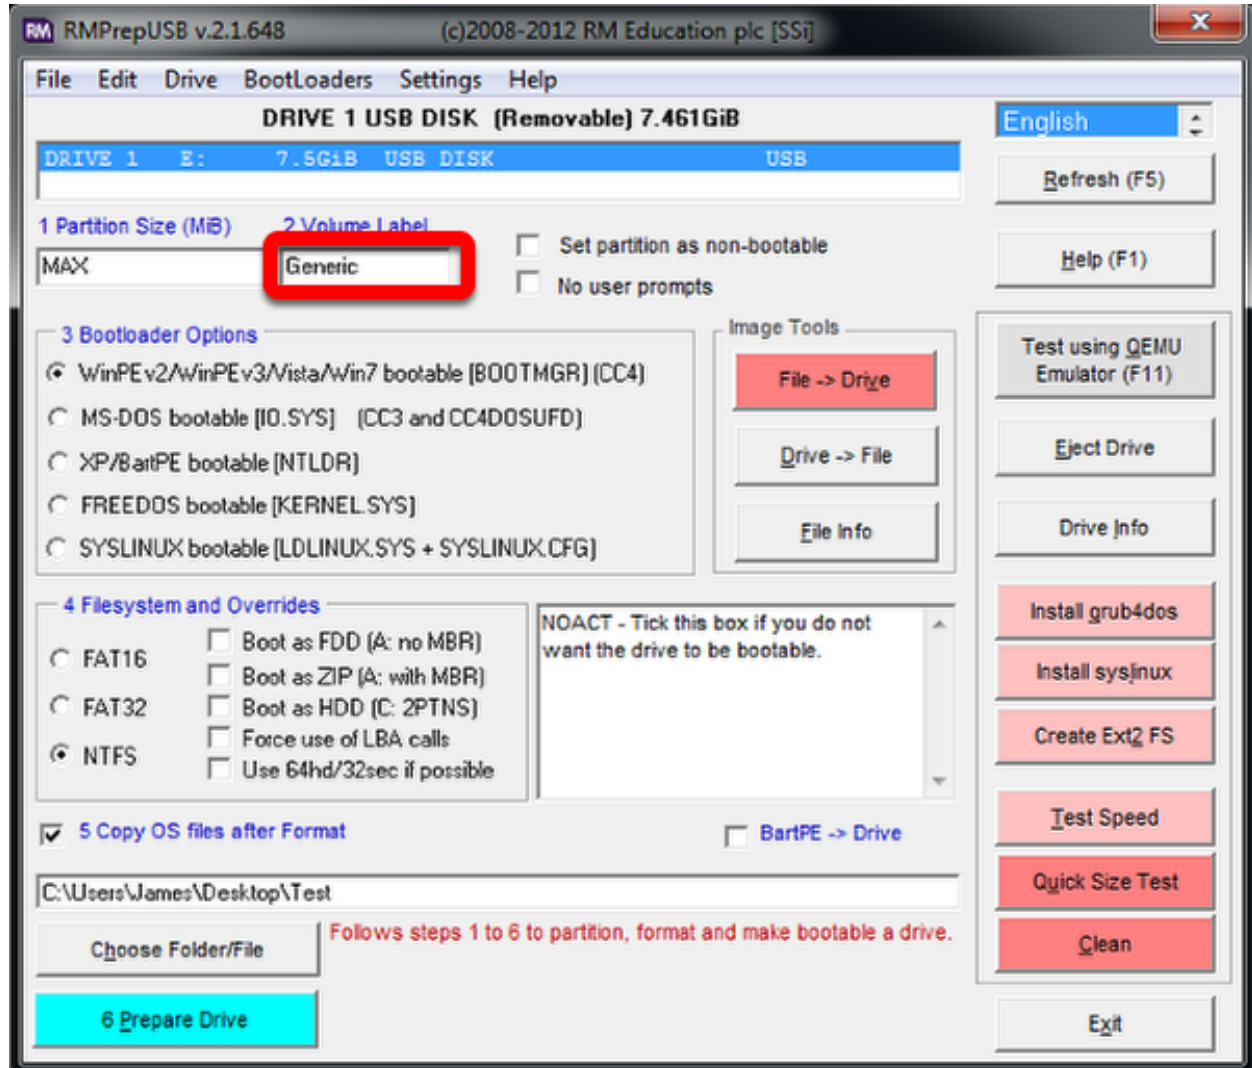 RM RMPrepUSB v.2.1.648 (c)2008-2012 RM Education plc [SSi] X
File Edit Drive BootLoaders Settings Help
DRIVE 1 USB DISK (Removable) 7.461GiB
English
DRIVE 1 E: 7.5GiB USB DISK USB
Refresh (F5)
1 Partition Size (MiB) 2 Volume Label
MAX Generic
Set partition as non-bootable
No user prompts
Help (F1)
3 Bootloader Options
WinPEv2/WinPEv3/Vista/Win7 bootable [BOOTMGR] (CC4)
MS-DOS bootable [IO.SYS] (CC3 and CC4DOSUFD)
XP/BartPE bootable [NTLDR]
FREEDOS bootable [KERNEL.SYS]
SYSLINUX bootable [LDLINUX.SYS + SYSLINUX.CFG]
Image Tools
File -> Drive
Drive -> File
File Info
Test using QEMU
Emulator (F11)
Eject Drive
Drive Info
4 Filesystem and Overrides
FAT16
FAT32
NTFS
Boot as FDD (A: no MBR)
Boot as ZIP (A: with MBR)
Boot as HDD (C: 2PTNS)
Force use of LBA calls
Use 64hd/32sec if possible
NOACT - Tick this box if you do not
want the drive to be bootable.
Install grub4dos
Install syslinux
Create Ext2 FS
Test Speed
Quick Size Test
Clean
5 Copy OS files after Format
BartPE -> Drive
C:\Users\James\Desktop\Test
Choose Folder/File
Follows steps 1 to 6 to partition, format and make bootable a drive.
6 Prepare Drive
Exit